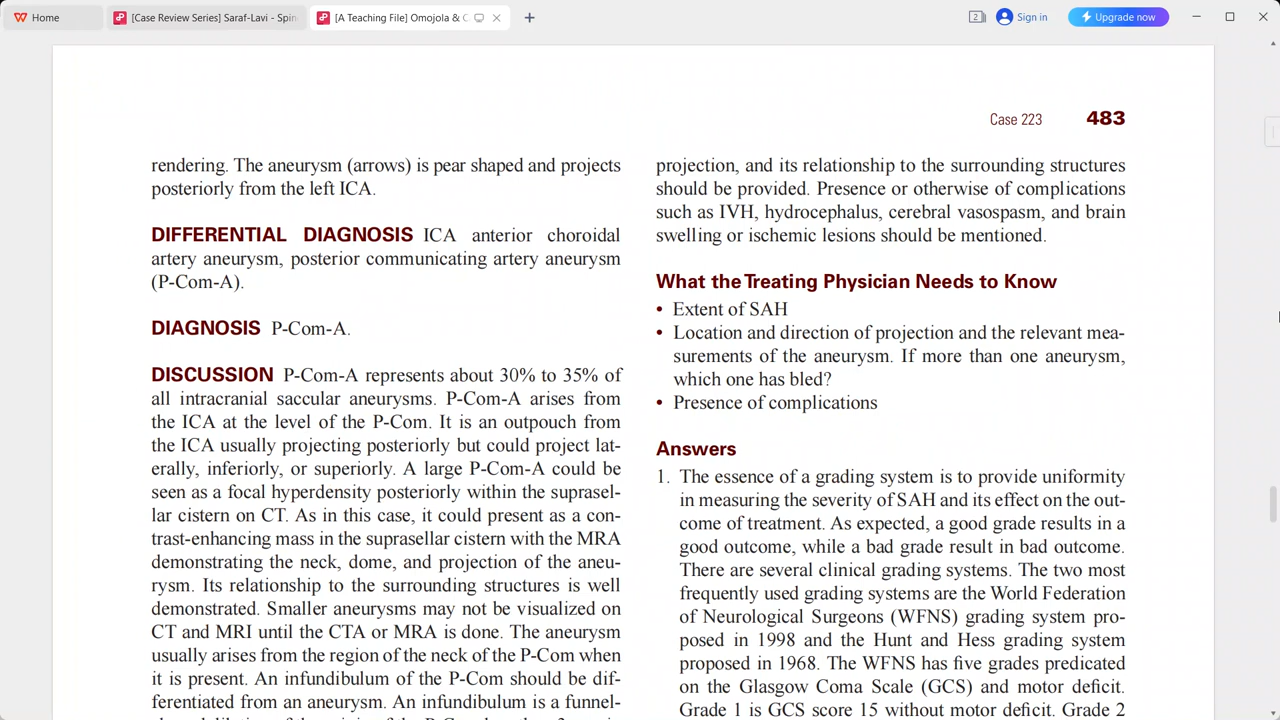 Home
[Case Review Series] Saraf-Lavi - Spin
[A Teaching File] Omojola & C
2
Sign in
Upgrade now
Case 223 483
rendering. The aneurysm (arrows) is pear shaped and projects
posteriorly from the left ICA.
DIFFERENTIAL DIAGNOSIS ICA anterior choroidal
artery aneurysm, posterior communicating artery aneurysm
(P-Com-A).
DIAGNOSIS P-Com-A.
DISCUSSION P-Com-A represents about 30% to 35% of
all intracranial saccular aneurysms. P-Com-A arises from
the ICA at the level of the P-Com. It is an outpouch from
the ICA usually projecting posteriorly but could project lat-
erally, inferiorly, or superiorly. A large P-Com-A could be
seen as a focal hyperdensity posteriorly within the suprasel-
lar cistern on CT. As in this case, it could present as a con-
trast-enhancing mass in the suprasellar cistern with the MRA
demonstrating the neck, dome, and projection of the aneu-
rysm. Its relationship to the surrounding structures is well
demonstrated. Smaller aneurysms may not be visualized on
CT and MRI until the CTA or MRA is done. The aneurysm
usually arises from the region of the neck of the P-Com when
it is present. An infundibulum of the P-Com should be dif-
ferentiated from an aneurysm. An infundibulum is a funnel-
projection, and its relationship to the surrounding structures
should be provided. Presence or otherwise of complications
such as IVH, hydrocephalus, cerebral vasospasm, and brain
swelling or ischemic lesions should be mentioned.
What the Treating Physician Needs to Know
• Extent of SAH
• Location and direction of projection and the relevant mea-
surements of the aneurysm. If more than one aneurysm,
which one has bled?
• Presence of complications
Answers
1. The essence of a grading system is to provide uniformity
in measuring the severity of SAH and its effect on the out-
come of treatment. As expected, a good grade results in a
good outcome, while a bad grade result in bad outcome.
There are several clinical grading systems. The two most
frequently used grading systems are the World Federation
of Neurological Surgeons (WFNS) grading system pro-
posed in 1998 and the Hunt and Hess grading system
proposed in 1968. The WFNS has five grades predicated
on the Glasgow Coma Scale (GCS) and motor deficit.
Grade 1 is GCS score 15 without motor deficit. Grade 2